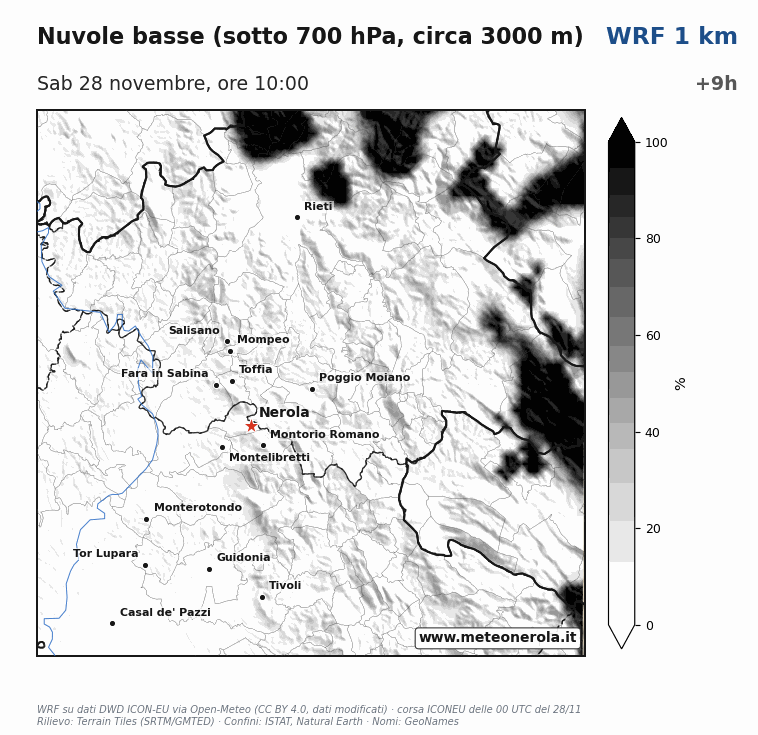 Nuvole basse (sotto 700 hPa, circa 3000 m) WRF 1 km
Sab 28 novembre, ore 10:00 +9h
100
80
60
40
20
0
%
Rieti
Salisano
Mompeo
Toffia
Fara in Sabina
Poggio Moiano
Nerola
Montorio Romano
Montelibretti
Monterotondo
Tor Lupara
Guidonia
Tivoli
Casal de' Pazzi
www.meteonerola.it
WRF su dati DWD ICON-EU via Open-Meteo (CC BY 4.0, dati modificati) · corsa ICONEU delle 00 UTC del 28/11
Rilievo: Terrain Tiles (SRTM/GMTED) · Confini: ISTAT, Natural Earth · Nomi: GeoNames